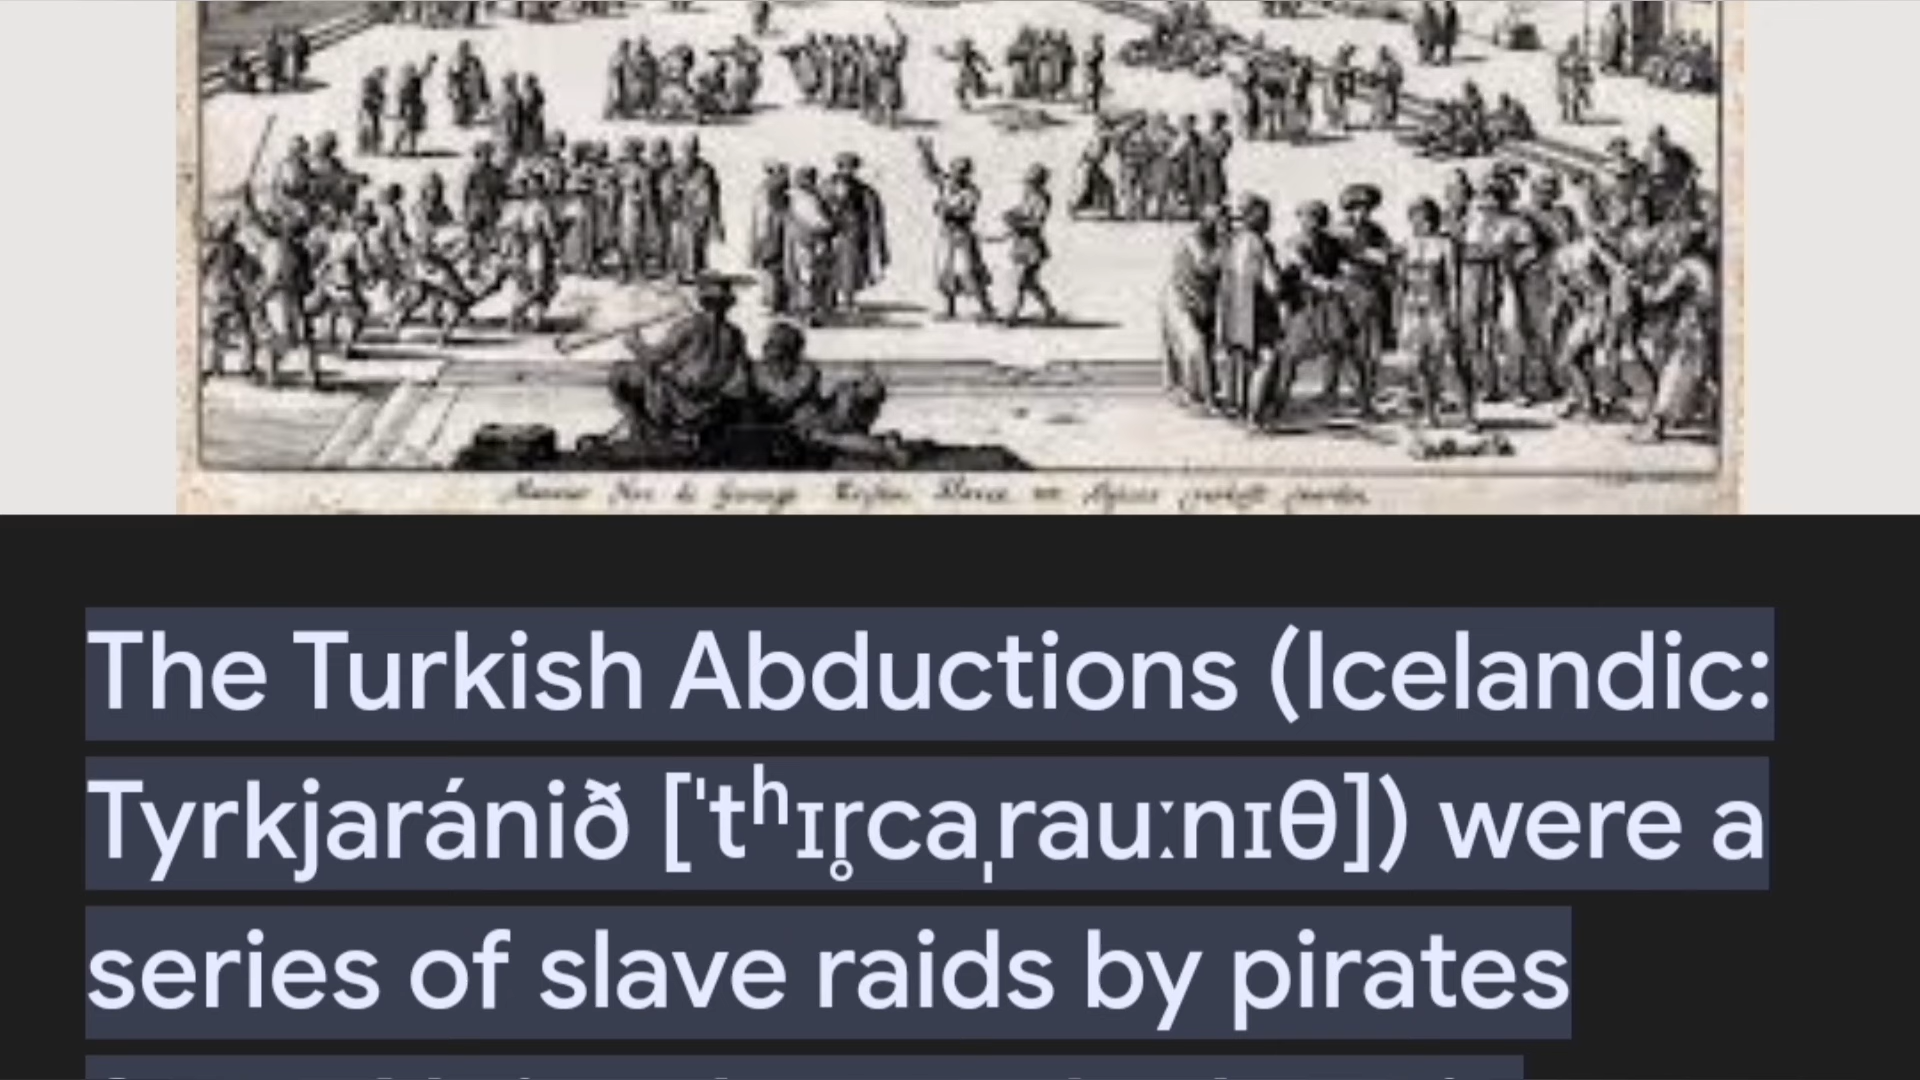 The Turkish Abductions (Icelandic:
Tyrkjaránið [ˈtʰɪr̥caˌrauːnɪθ]) were a
series of slave raids by pirates